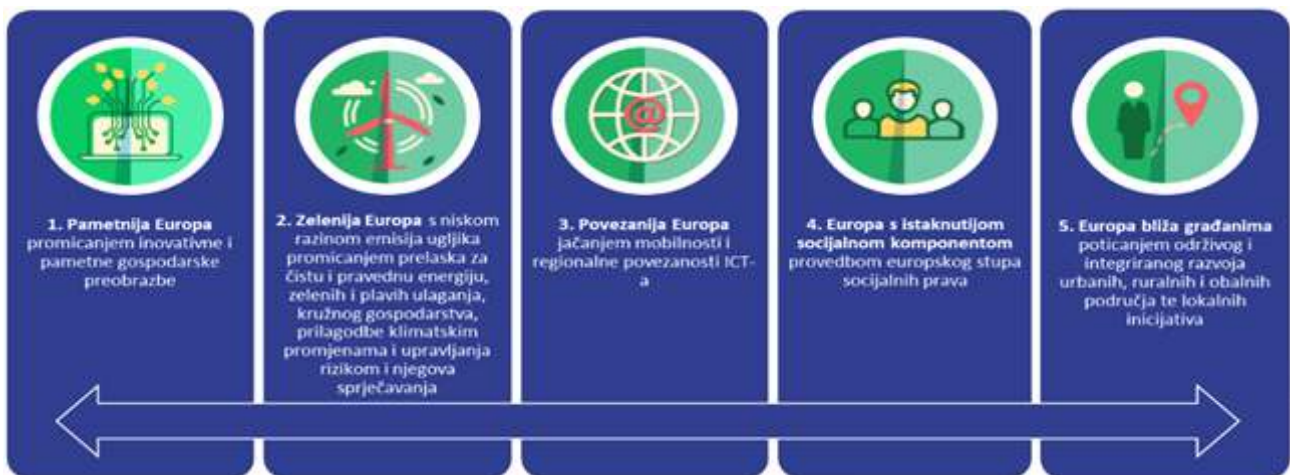 1. Pametnija Europa
promicanjem inovativne i
pametne gospodarske
preobrazbe
2. Zelenija Europa s niskom
razinom emisija ugljika
promicanjem prelaska za
čistu i pravednu energiju,
zelenih i plavih ulaganja,
kružnog gospodarstva,
prilagodbe klimatskim
promjenama i upravljanja
rizikom i njegova
sprječavanja
@
3. Povezanija Europa
jačanjem mobilnosti i
regionalne povezanosti ICT-
a
4. Europa s istaknutijom
socijalnom komponentom
provedbom europskog stupa
socijalnih prava
5. Europa bliža građanima
poticanjem održivog i
integriranog razvoja
urbanih, ruralnih i obalnih
područja te lokalnih
inicijativa